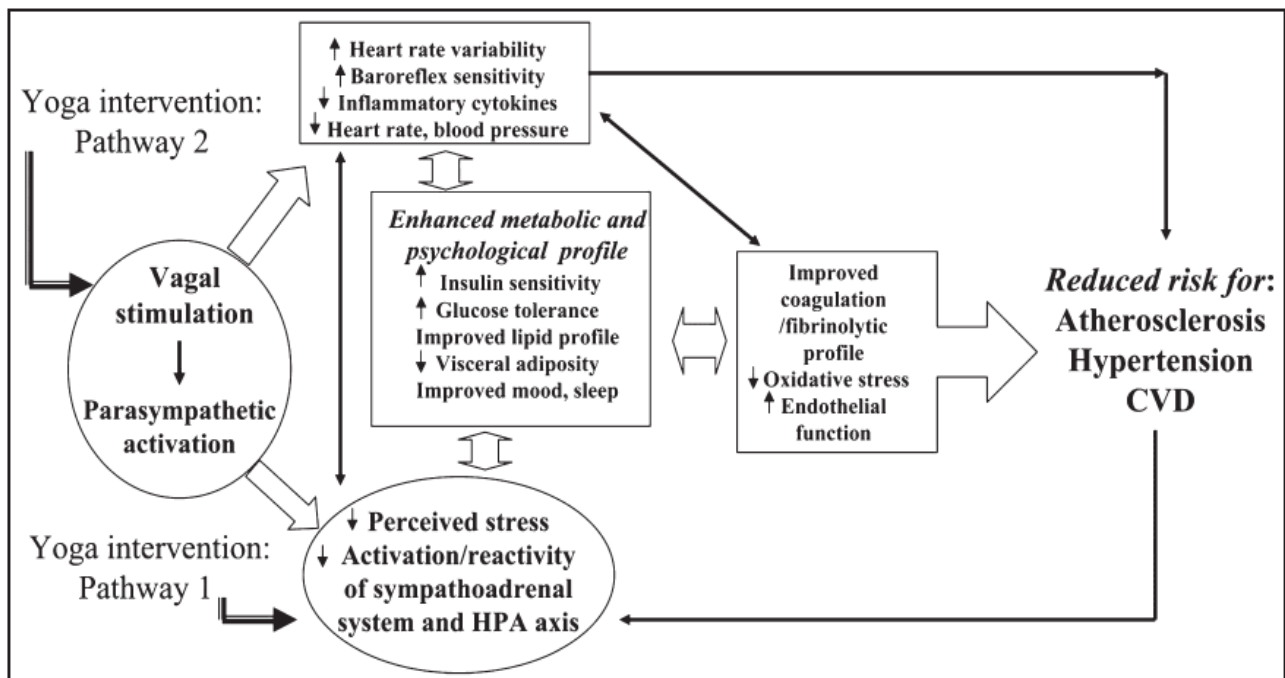 ↑ Heart rate variability
↑ Baroreflex sensitivity
↓ Inflammatory cytokines
↓ Heart rate, blood pressure
Yoga intervention:
Pathway 2
Enhanced metabolic and
psychological profile
↑ Insulin sensitivity
↑ Glucose tolerance
Improved lipid profile
↓ Visceral adiposity
Improved mood, sleep
Vagal
stimulation
Parasympathetic
activation
Improved
coagulation
/fibrinolytic
profile
↓ Oxidative stress
↑ Endothelial
function
Reduced risk for:
Atherosclerosis
Hypertension
CVD
Yoga intervention:
Pathway 1
↓ Perceived stress
↓ Activation/reactivity
of sympathoadrenal
system and HPA axis